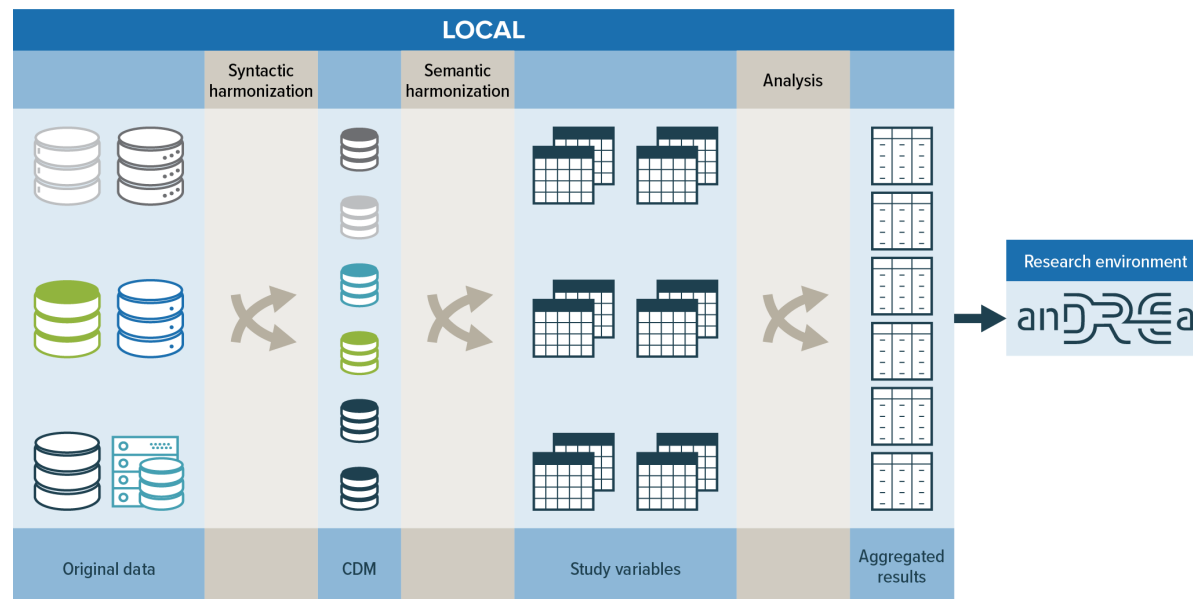 LOCAL
Syntactic
harmonization
Semantic
harmonization
Analysis
Research environment
anDREa
Original data
CDM
Study variables
Aggregated
results